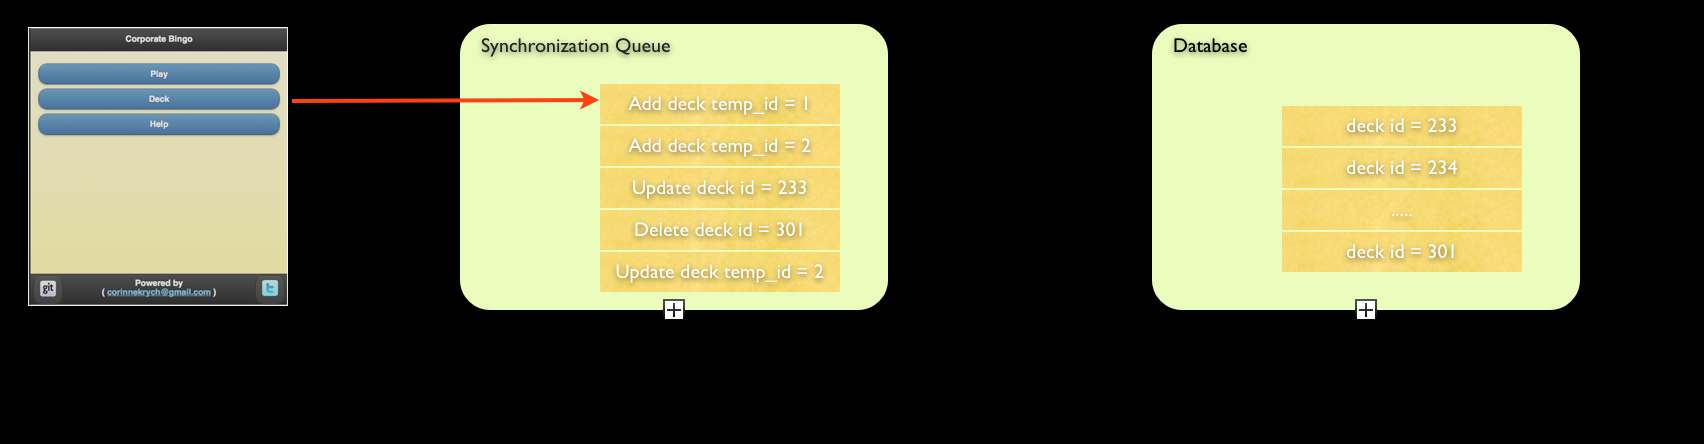 Corporate Bingo
Play
Deck
Help
git
Powered by
( corinnekrych@gmail.com )
Synchronization Queue
Add deck temp_id = 1
Add deck temp_id = 2
Update deck id = 233
Delete deck id = 301
Update deck temp_id = 2
Database
deck id = 233
deck id = 234
.....
deck id = 301